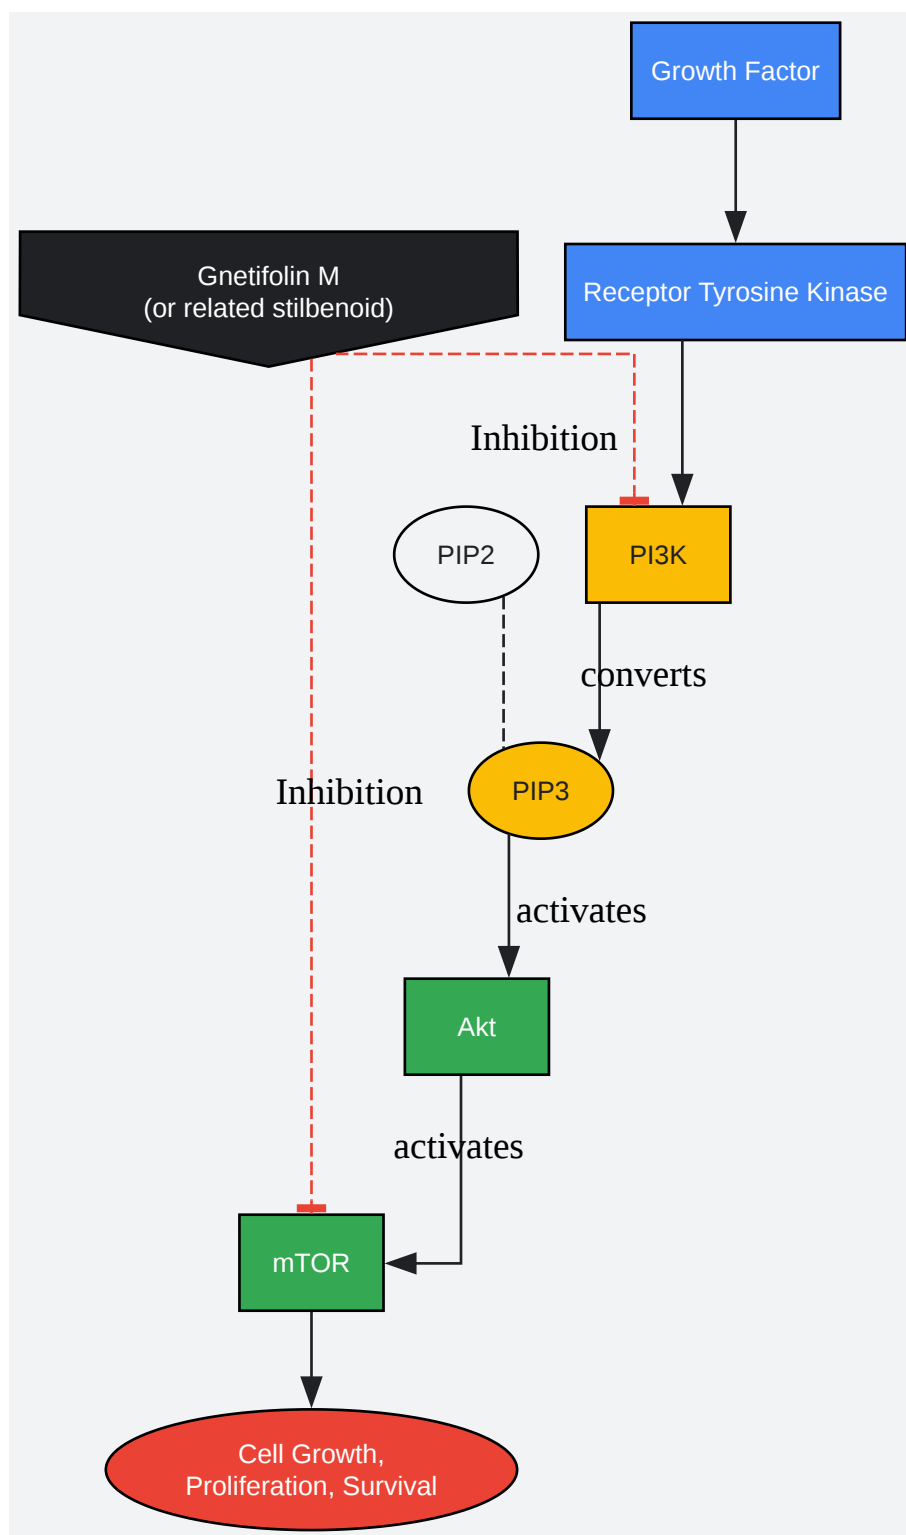 Growth Factor
Gnetifolin M
(or related stilbenoid)
Receptor Tyrosine Kinase
Inhibition
PIP2
PI3K
converts
Inhibition
PIP3
activates
Akt
activates
mTOR
Cell Growth,
Proliferation, Survival